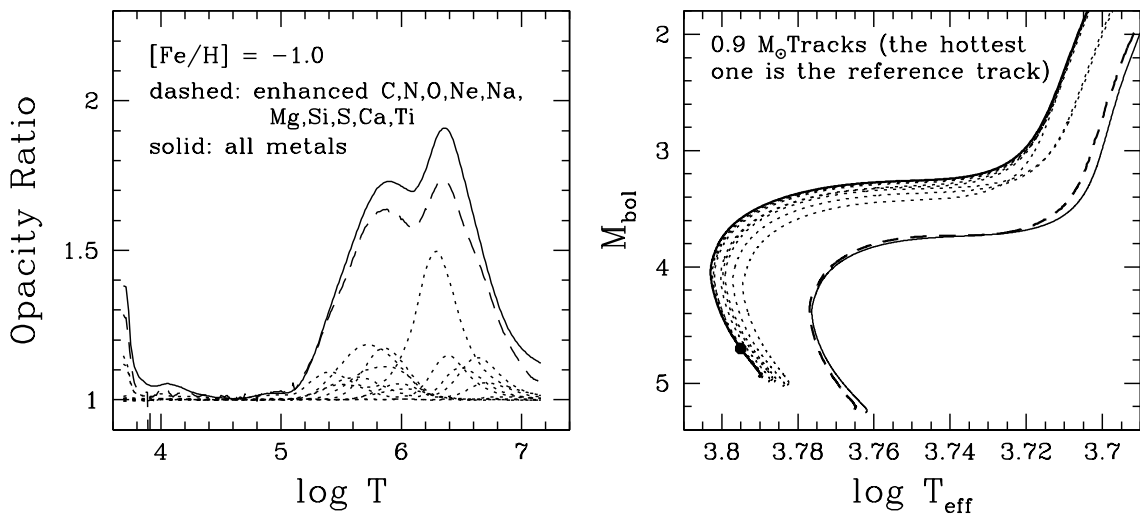 [Fe/H] = −1.0
dashed: enhanced C,N,O,Ne,Na,
Mg,Si,S,Ca,Ti
solid: all metals
Opacity Ratio
2
1.5
1
4
5
6
7
log T
0.9 M⊙Tracks (the hottest
one is the reference track)
M_bol
2
3
4
5
3.8
3.78
3.76
3.74
3.72
3.7
log T_eff